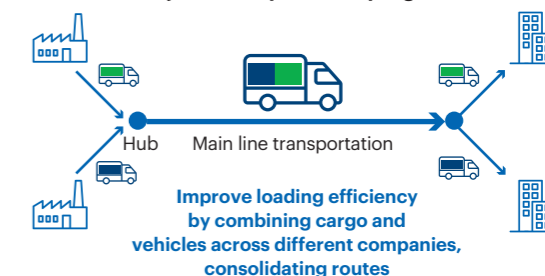 Hub
Main line transportation
Improve loading efficiency
by combining cargo and
vehicles across different companies,
consolidating routes